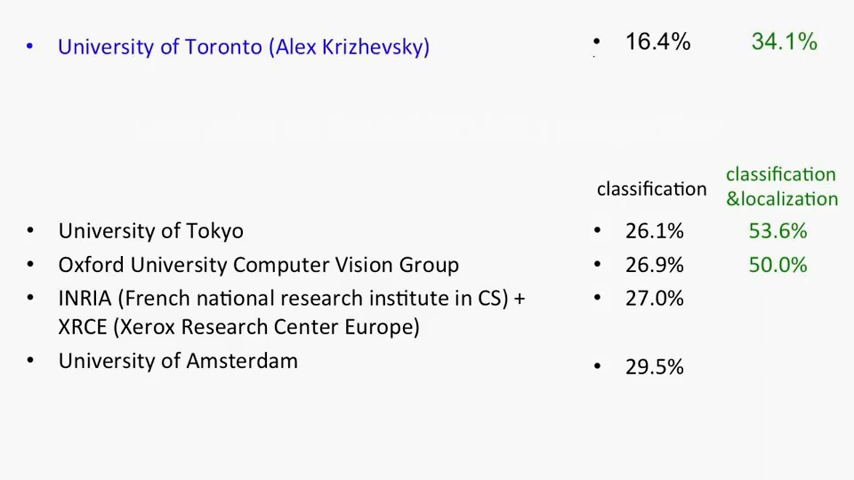 • University of Toronto (Alex Krizhevsky) • 16.4% 34.1%
classification classification
&localization
• University of Tokyo • 26.1% 53.6%
• Oxford University Computer Vision Group • 26.9% 50.0%
• INRIA (French national research institute in CS) + • 27.0%
XRCE (Xerox Research Center Europe)
• University of Amsterdam • 29.5%